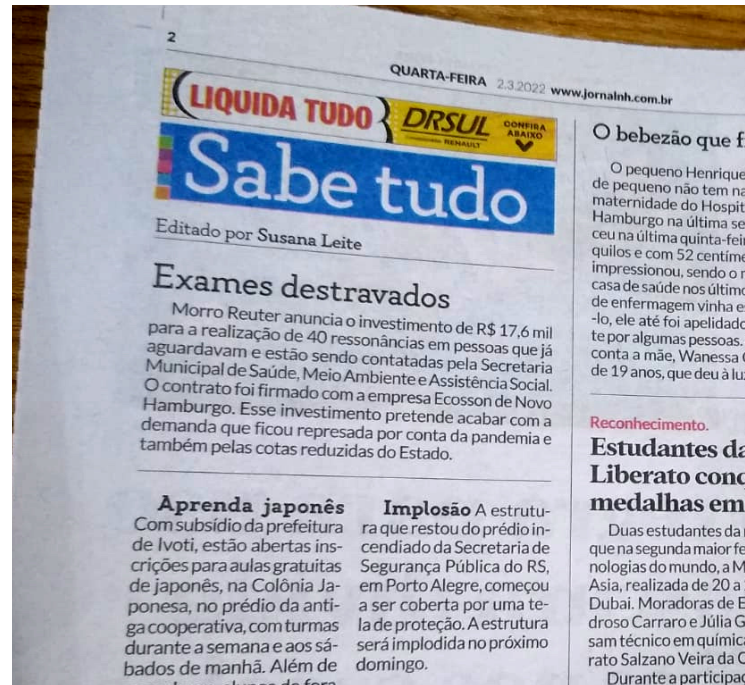 2
QUARTA-FEIRA 2.3.2022 www.jornalnh.com.br
LIQUIDA TUDO
DRSUL
RENAULT
CONFIRA
ABAIXO
Sabe tudo
Editado por Susana Leite
Exames destravados
Morro Reuter anuncia o investimento de R$ 17,6 mil
para a realização de 40 ressonâncias em pessoas que já
aguardavam e estão sendo contatadas pela Secretaria
Municipal de Saúde, Meio Ambiente e Assistência Social.
O contrato foi firmado com a empresa Ecosson de Novo
Hamburgo. Esse investimento pretende acabar com a
demanda que ficou represada por conta da pandemia e
também pelas cotas reduzidas do Estado.
Aprenda japonês
Com subsídio da prefeitura
de Ivoti, estão abertas ins-
crições para aulas gratuitas
de japonês, na Colônia Ja-
ponesa, no prédio da anti-
ga cooperativa, com turmas
durante a semana e aos sá-
bados de manhã. Além de
Implosão A estrutu-
ra que restou do prédio in-
cendiado da Secretaria de
Segurança Pública do RS,
em Porto Alegre, começou
a ser coberta por uma te-
la de proteção. A estrutura
será implodida no próximo
domingo.
O bebezão que
O pequeno Henrique
de pequeno não tem
maternidade do
Hamburgo na última
ceu na última
quilos e com 52
impressionou, sendo o
casa de saúde nos
de enfermagem vinha
-lo, ele até foi apelidado
te por algumas pessoas.
conta a mãe, Wanessa
de 19 anos, que deu à
Reconhecimento.
Estudantes
Liberato
medalhas em
Duas estudantes da
que na segunda maior
nologias do mundo, a
Asia, realizada de 20 a
Dubai. Moradoras de
droso Carraro e Júlia
sam técnico em
rato Salzano Veira da
Durante a